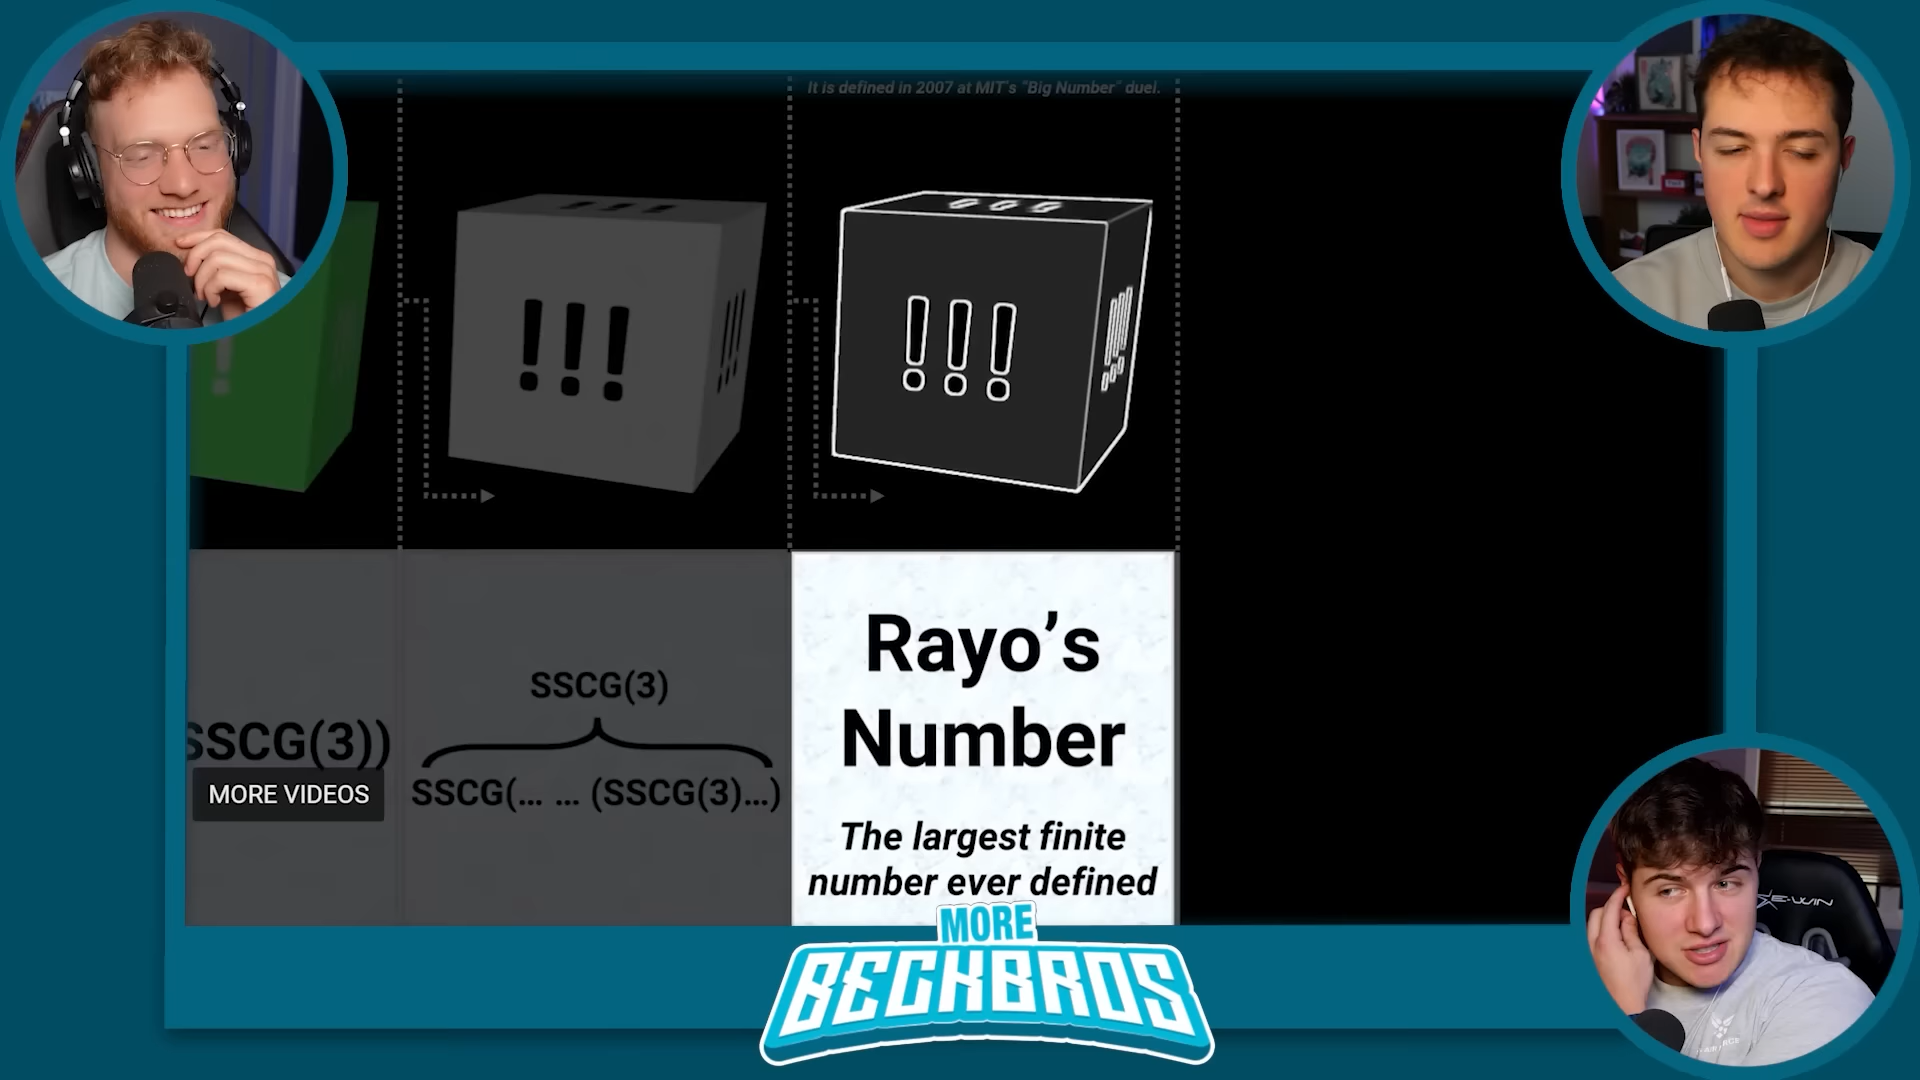 It is defined in 2007 at MIT's "Big Number" duel.
!!!
!!!
!!!
!!!
SSCG(3))
MORE VIDEOS
SSCG(3)
SSCG(... ... (SSCG(3)...)
Rayo’s
Number
The largest finite
number ever defined
MORE
BECKBROS
E-WIN